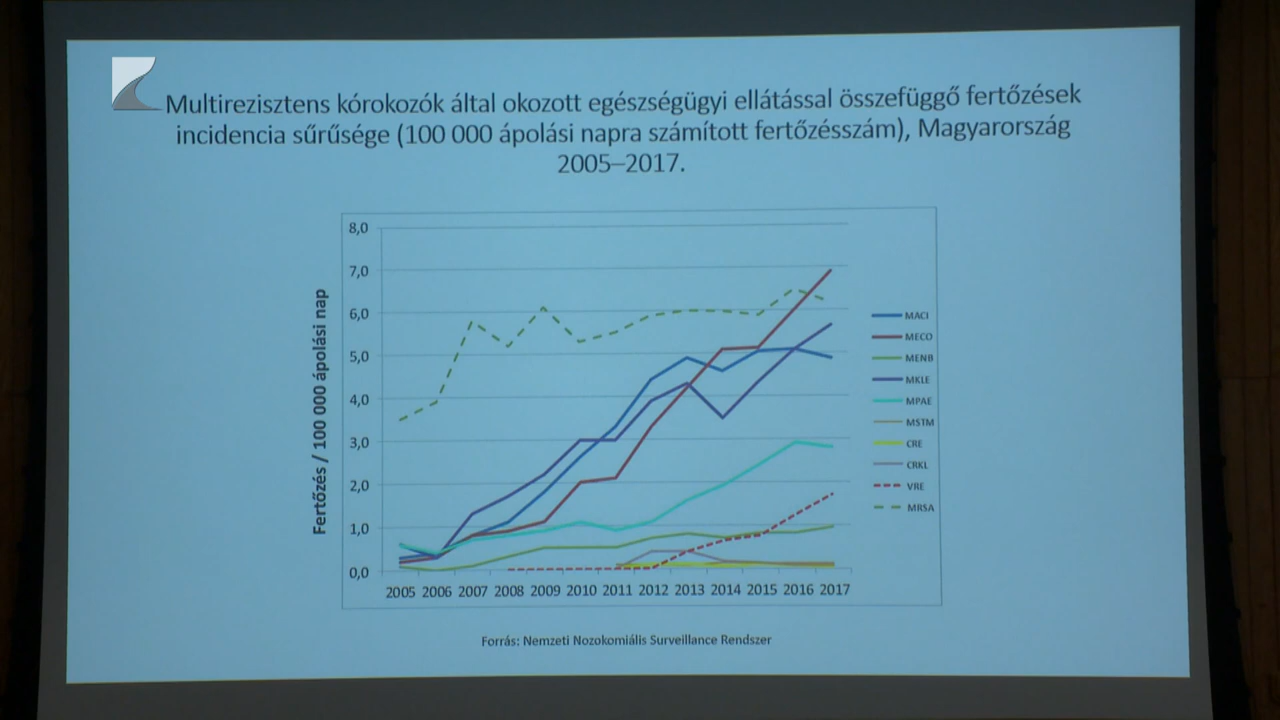 Multirezisztens kórokozók által okozott egészségügyi ellátással összefüggő fertőzések
incidencia sűrűsége (100 000 ápolási napra számított fertőzésszám), Magyarország
2005–2017.
Fertőzés / 100 000 ápolási nap
8,0
7,0
6,0
5,0
4,0
3,0
2,0
1,0
0,0
2005 2006 2007 2008 2009 2010 2011 2012 2013 2014 2015 2016 2017
MACI
MECO
MENB
MKLE
MPAE
MSTM
CRE
CRKL
VRE
MRSA
Forrás: Nemzeti Nozokomiális Surveillance Rendszer